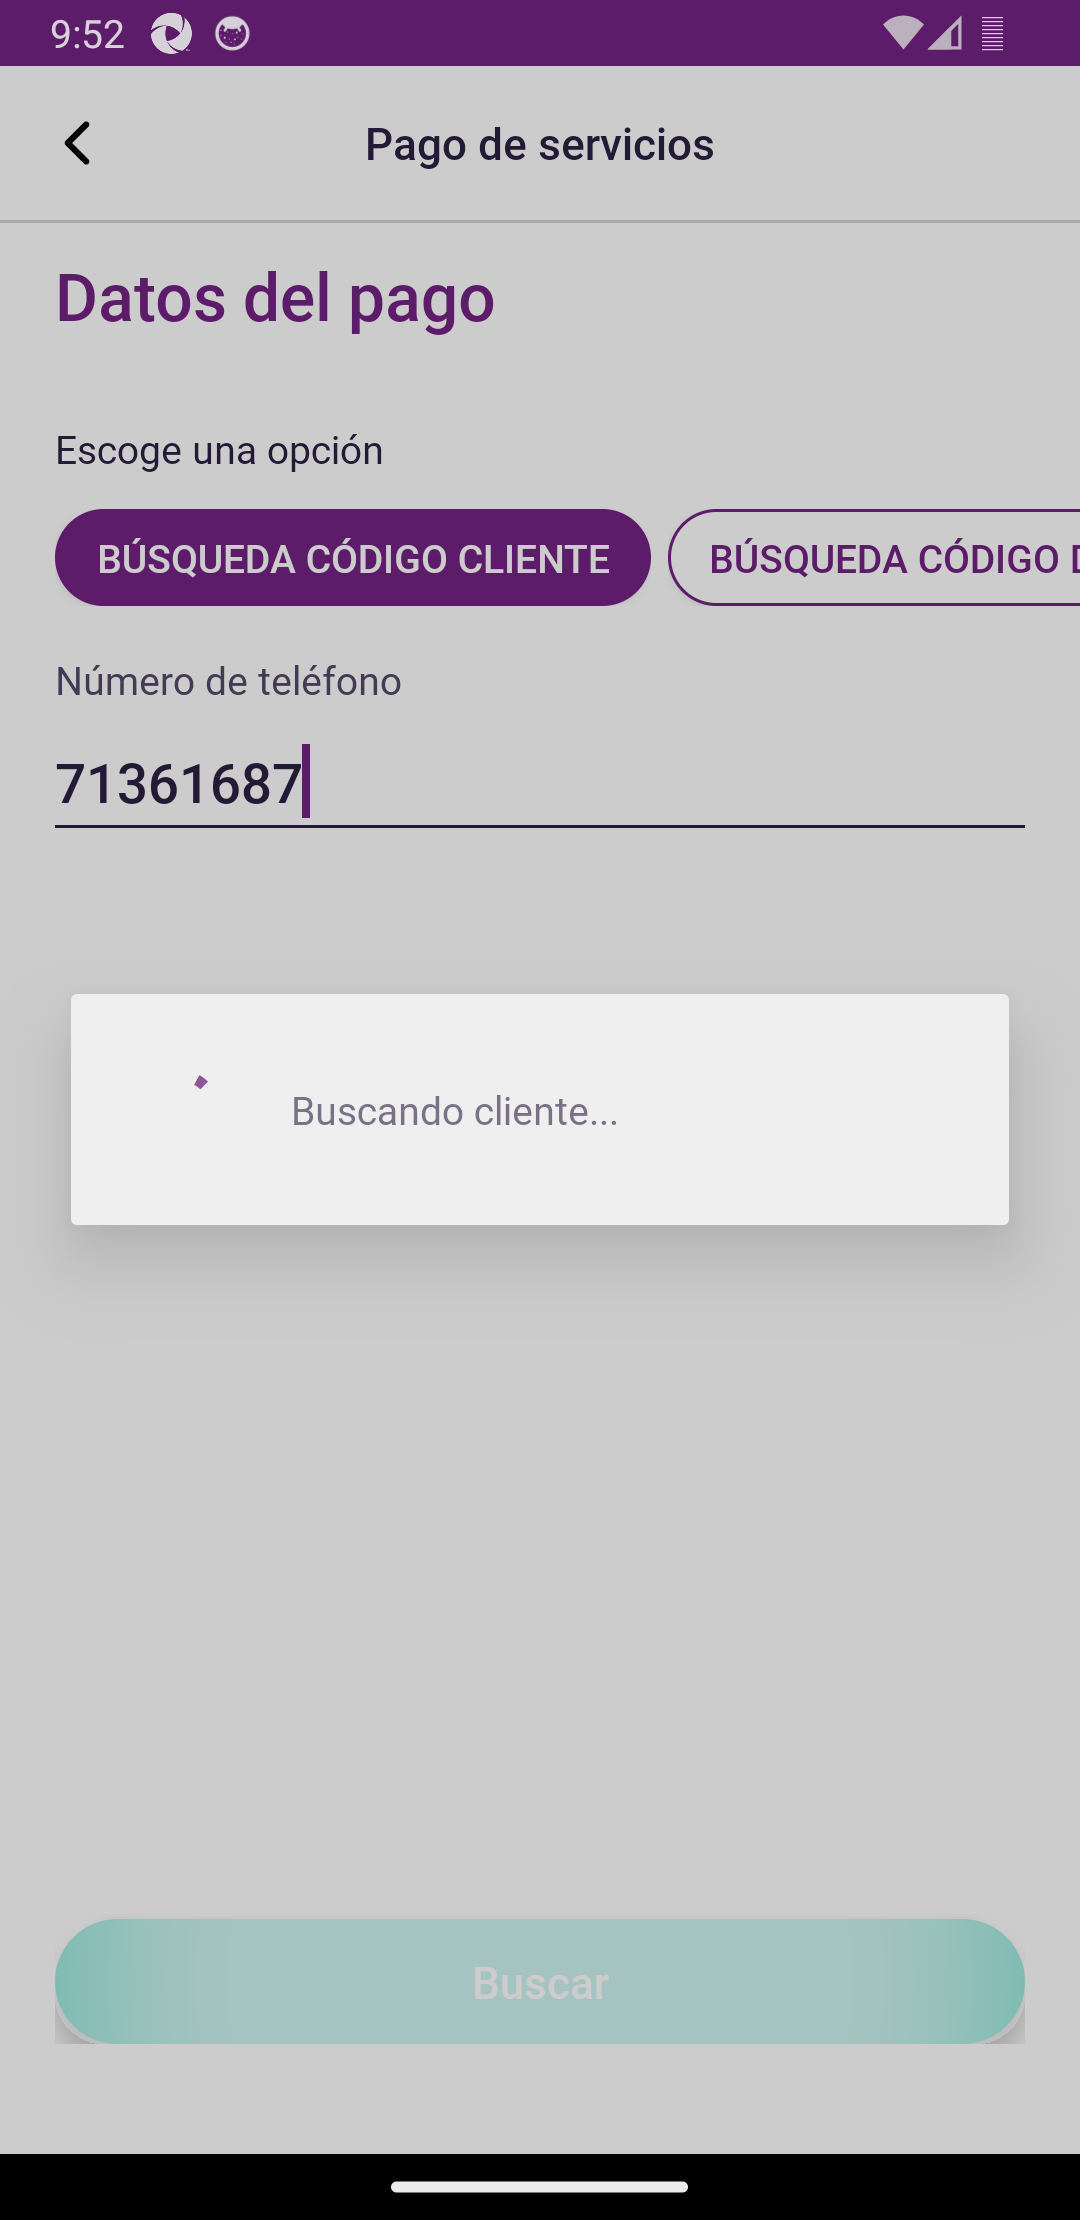 9:52
Pago de servicios
Datos del pago
Escoge una opción
BÚSQUEDA CÓDIGO CLIENTE
BÚSQUEDA CÓDIGO
Número de teléfono
71361687
Buscando cliente...
Buscar